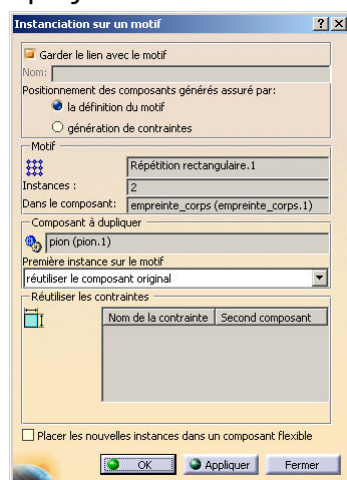 Instanciation sur un motif
Garder le lien avec le motif
Nom:
Positionnement des composants générés assuré par:
la définition du motif
génération de contraintes
Motif
Répétition rectangulaire.1
Instances :
2
Dans le composant:
empreinte_corps (empreinte_corps.1)
Composant à dupliquer
pion (pion.1)
Première instance sur le motif
réutiliser le composant original
Réutiliser les contraintes
Nom de la contrainte Second composant
Placer les nouvelles instances dans un composant flexible
OK Appliquer Fermer